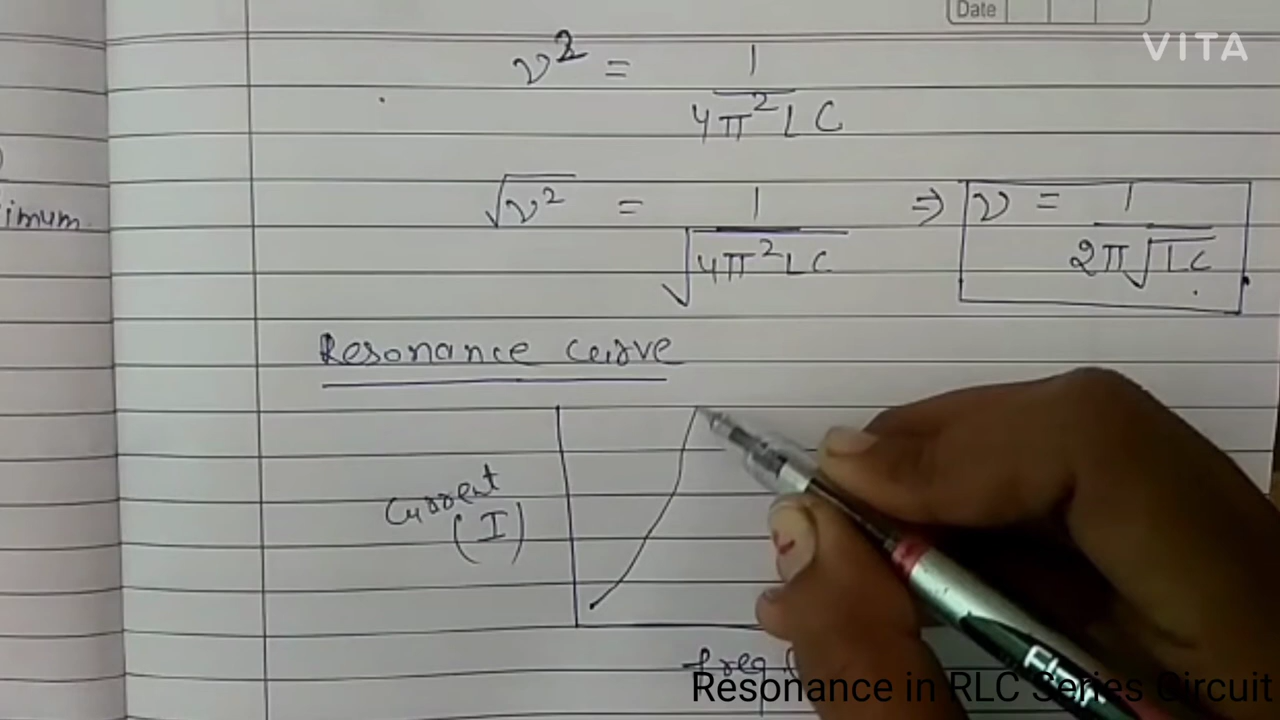 Date
VITA
ν² = 1 / 4π²LC
imum
√ν² = 1 / √4π²LC ⇒ ν = 1 / 2π√LC
Resonance curve
Current
(I)
freq.(
Resonance in RLC Series Circuit.